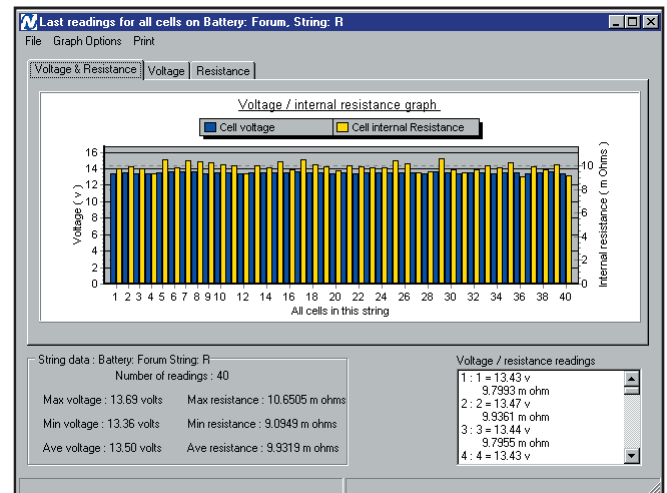 Last readings for all cells on Battery: Forum, String: R
File Graph Options Print
Voltage & Resistance Voltage Resistance
Voltage / internal resistance graph
Cell voltage Cell internal Resistance
Voltage ( v )
16
14
12
10
8
6
4
2
0
10
8
6
4
2
0
Internal resistance ( m Ohms )
1 2 3 4 5 6 7 8 9 10 12 14 16 18 20 22 24 26 28 30 32 34 36 38 40
All cells in this string
String data : Battery: Forum String: R
Number of readings : 40
Max voltage : 13.69 volts Max resistance : 10.6505 m ohms
Min voltage : 13.36 volts Min resistance : 9.0949 m ohms
Ave voltage : 13.50 volts Ave resistance : 9.9319 m ohms
Voltage / resistance readings
1 : 1 = 13.43 v
9.7993 m ohm
2 : 2 = 13.47 v
9.9361 m ohm
3 : 3 = 13.44 v
9.7955 m ohm
4 : 4 = 13.43 v